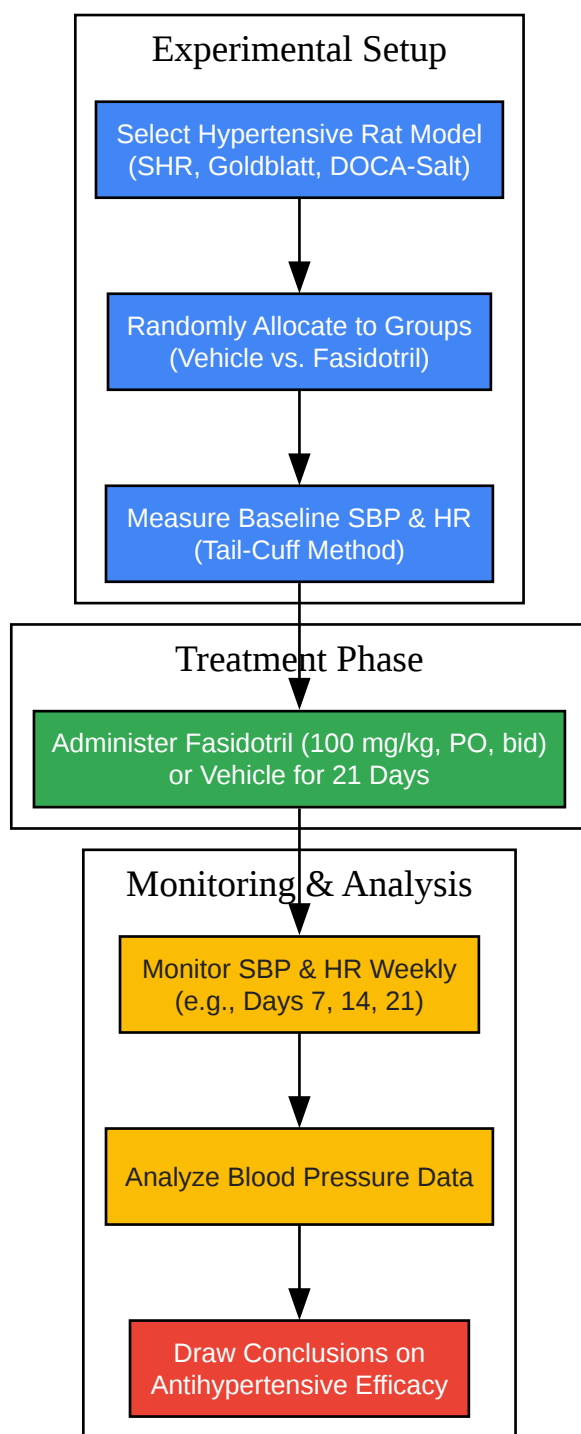 Experimental Setup
Select Hypertensive Rat Model
(SHR, Goldblatt, DOCA-Salt)
Randomly Allocate to Groups
(Vehicle vs. Fasidotril)
Measure Baseline SBP & HR
(Tail-Cuff Method)
Treatment Phase
Administer Fasidotril (100 mg/kg, PO, bid)
or Vehicle for 21 Days
Monitoring & Analysis
Monitor SBP & HR Weekly
(e.g., Days 7, 14, 21)
Analyze Blood Pressure Data
Draw Conclusions on
Antihypertensive Efficacy